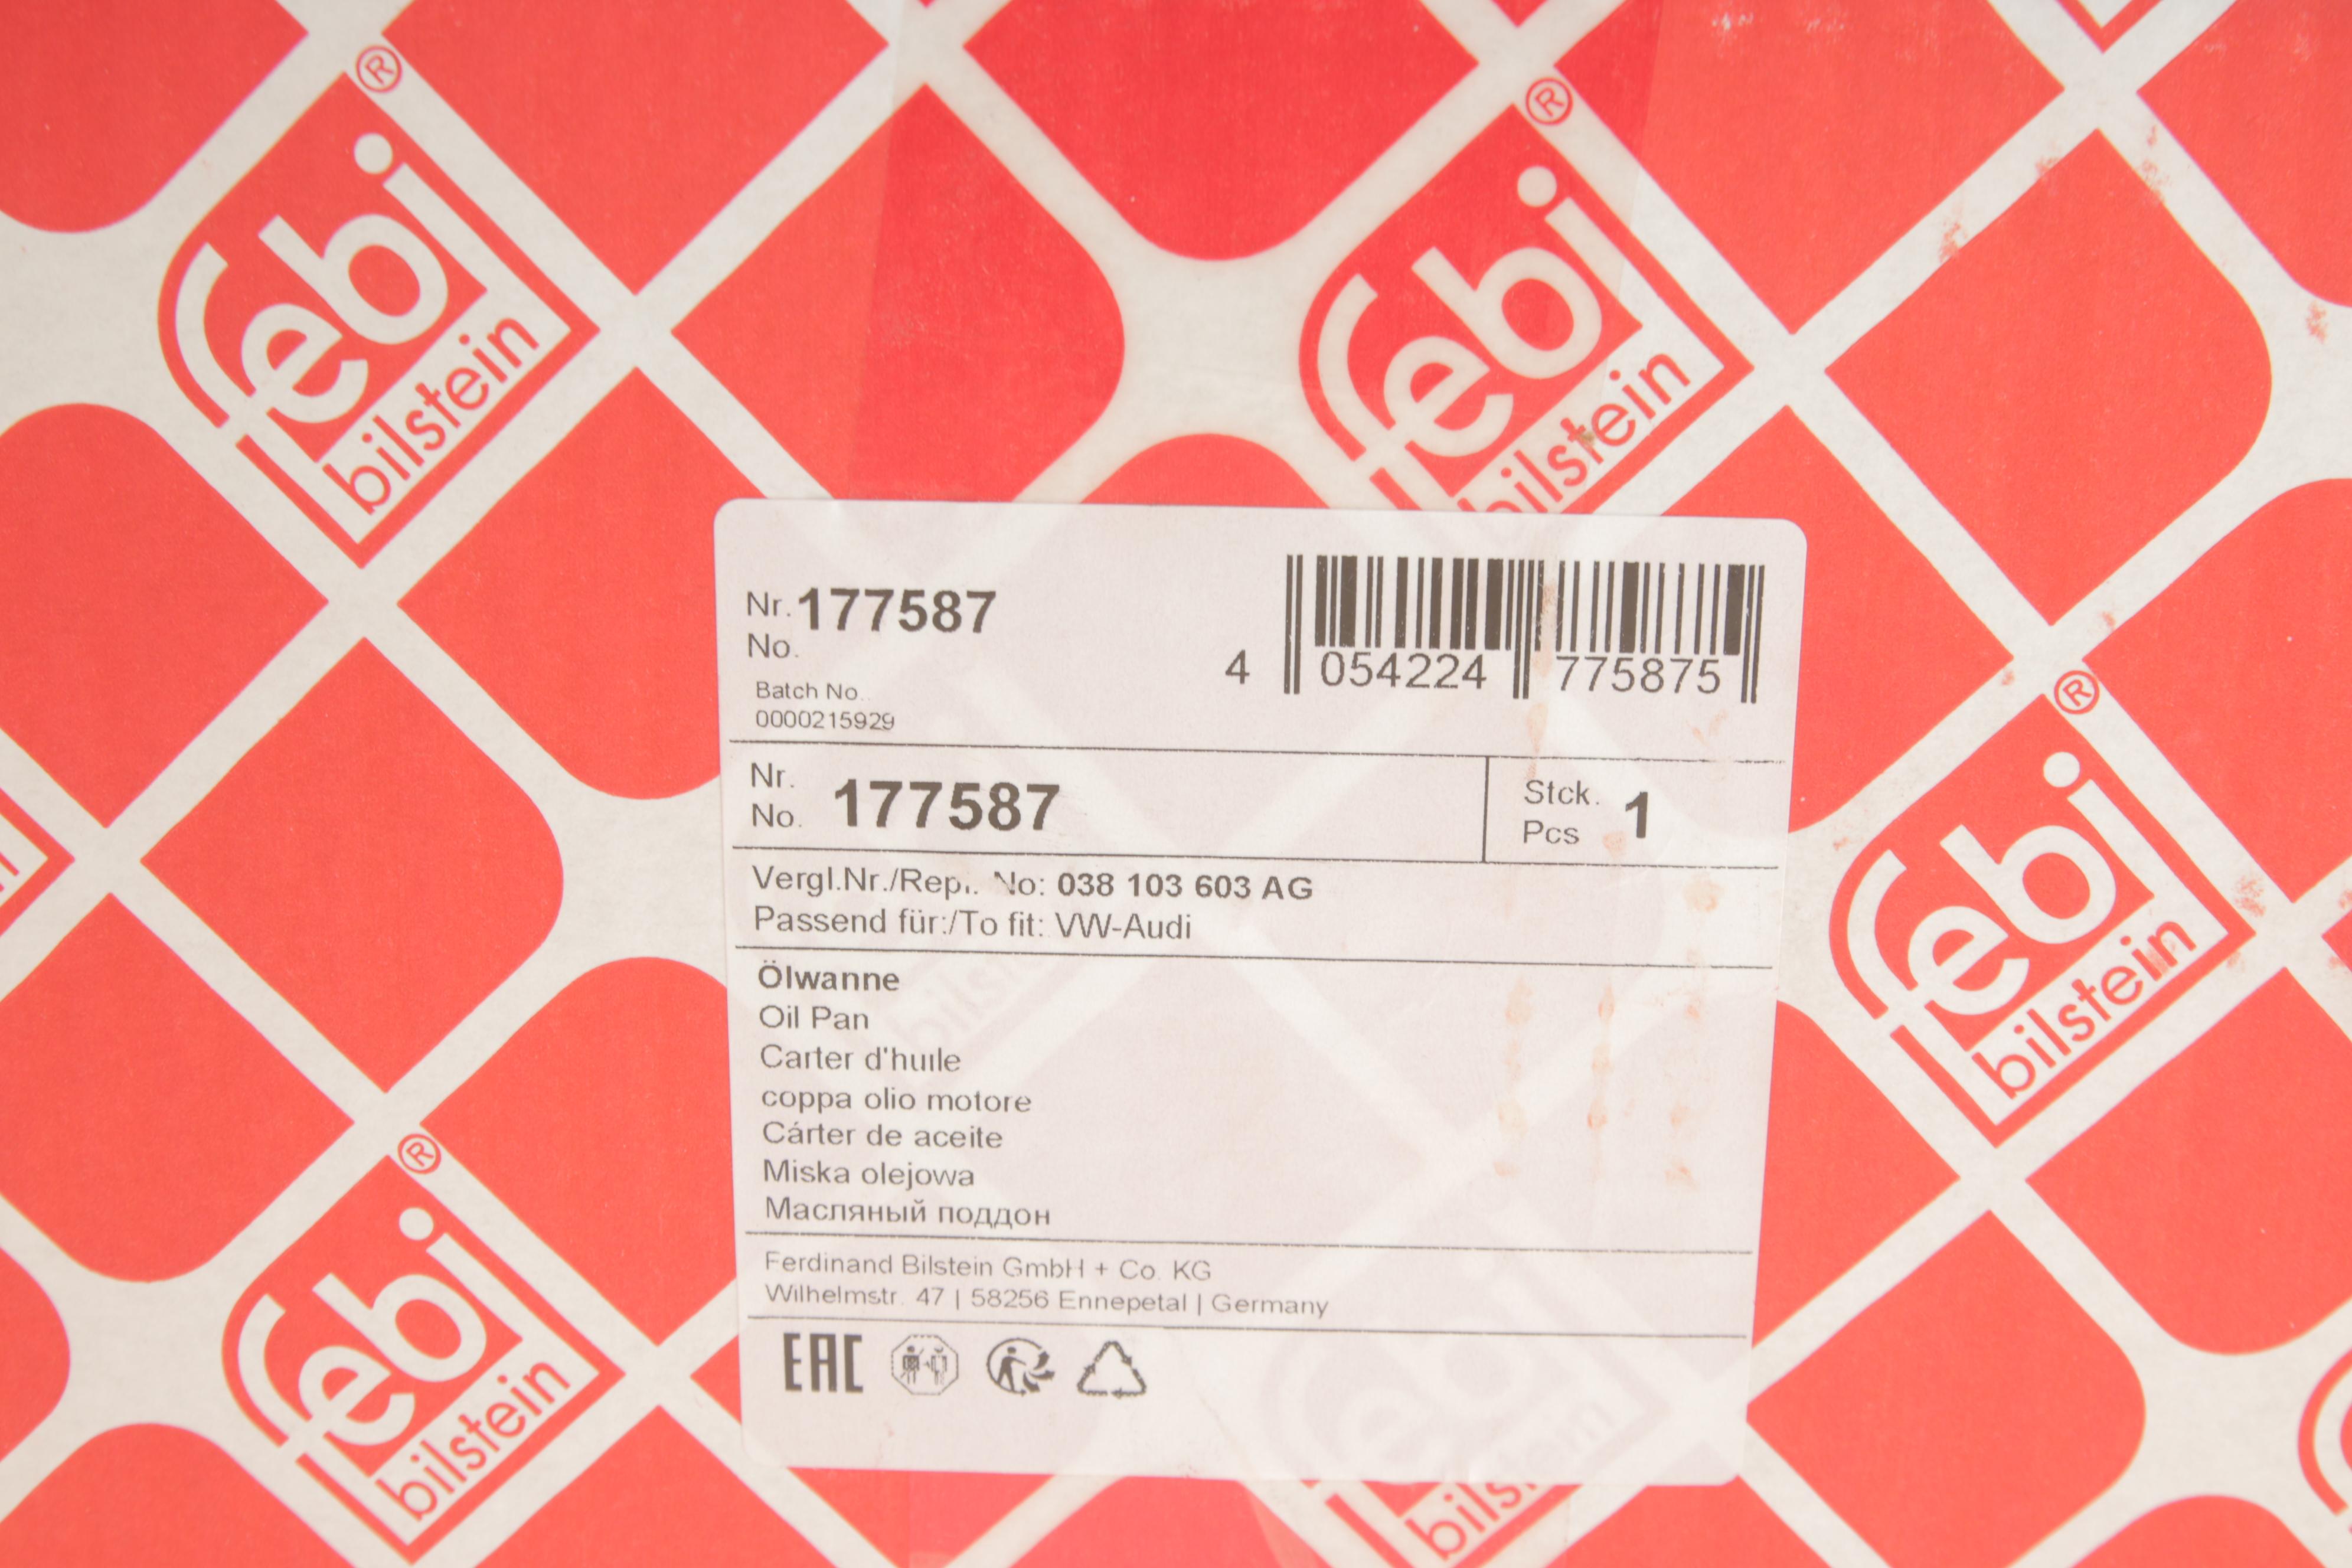 febi®
bilstein
febi®
bilstein
Nr. 177587
No.
4 054224 775875
Batch No.
0000215929
Nr.
No. 177587
Stck.
Pcs 1
Vergl.Nr./Repl. No: 038 103 603 AG
Passend für:/To fit: VW-Audi
Ölwanne
Oil Pan
Carter d'huile
coppa olio motore
Cárter de aceite
Miska olejowa
Масляный поддон
Ferdinand Bilstein GmbH + Co. KG
Wilhelmstr. 47 | 58256 Ennepetal | Germany
EAC
febi®
bilstein
febi®
bilstein